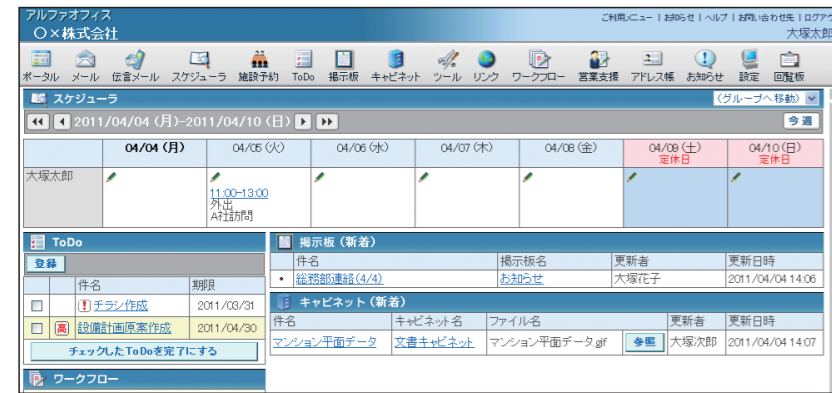 アルファオフィス
ご利用メニュー | お知らせ | ヘルプ | お問い合わせ先 | ログアウ
〇×株式会社
大塚太郎
ポータル メール 伝言メール スケジューラ 施設予約 ToDo 掲示板 キャビネット ツール リンク ワークフロー 営業支援 アドレス帳 お知らせ 設定 回覧板
スケジューラ
(グループへ移動)
2011/04/04 (月)-2011/04/10 (日)
今週
04/04 (月) 04/05 (火) 04/06 (水) 04/07 (木) 04/08 (金) 04/09 (土) 04/10 (日)
定休日 定休日
大塚太郎
11:00-13:00
外出
A社訪問
ToDo
登録
件名 期限
チラシ作成 2011/03/31
高 設備計画原案作成 2011/04/30
チェックしたToDoを完了にする
ワークフロー
掲示板 (新着)
件名 掲示板名 更新者 更新日時
・ 総務部連絡(4/4) お知らせ 大塚花子 2011/04/04 14:06
キャビネット (新着)
件名 キャビネット名 ファイル名 更新者 更新日時
マンション平面データ 文書キャビネット マンション平面データ.gif 参照 大塚次郎 2011/04/04 14:07